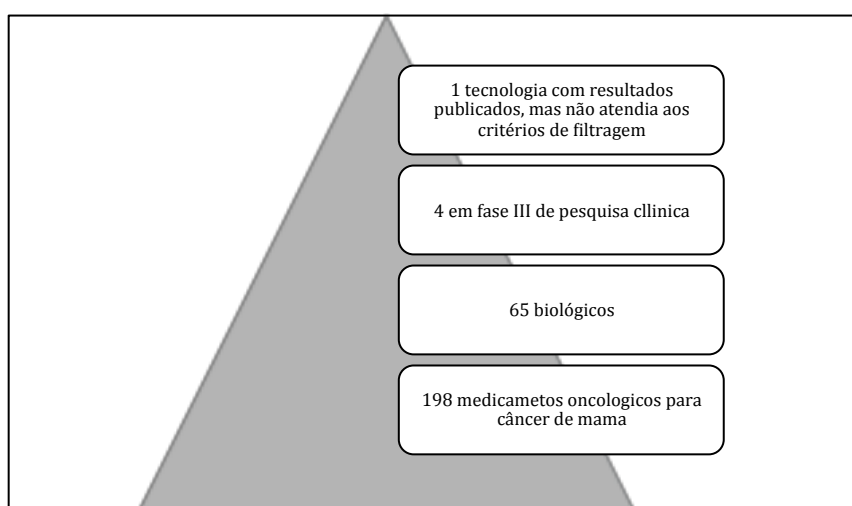 1 tecnologia com resultados
publicados, mas não atendia aos
critérios de filtragem
4 em fase III de pesquisa cllinica
65 biológicos
198 medicametos oncologicos para
câncer de mama